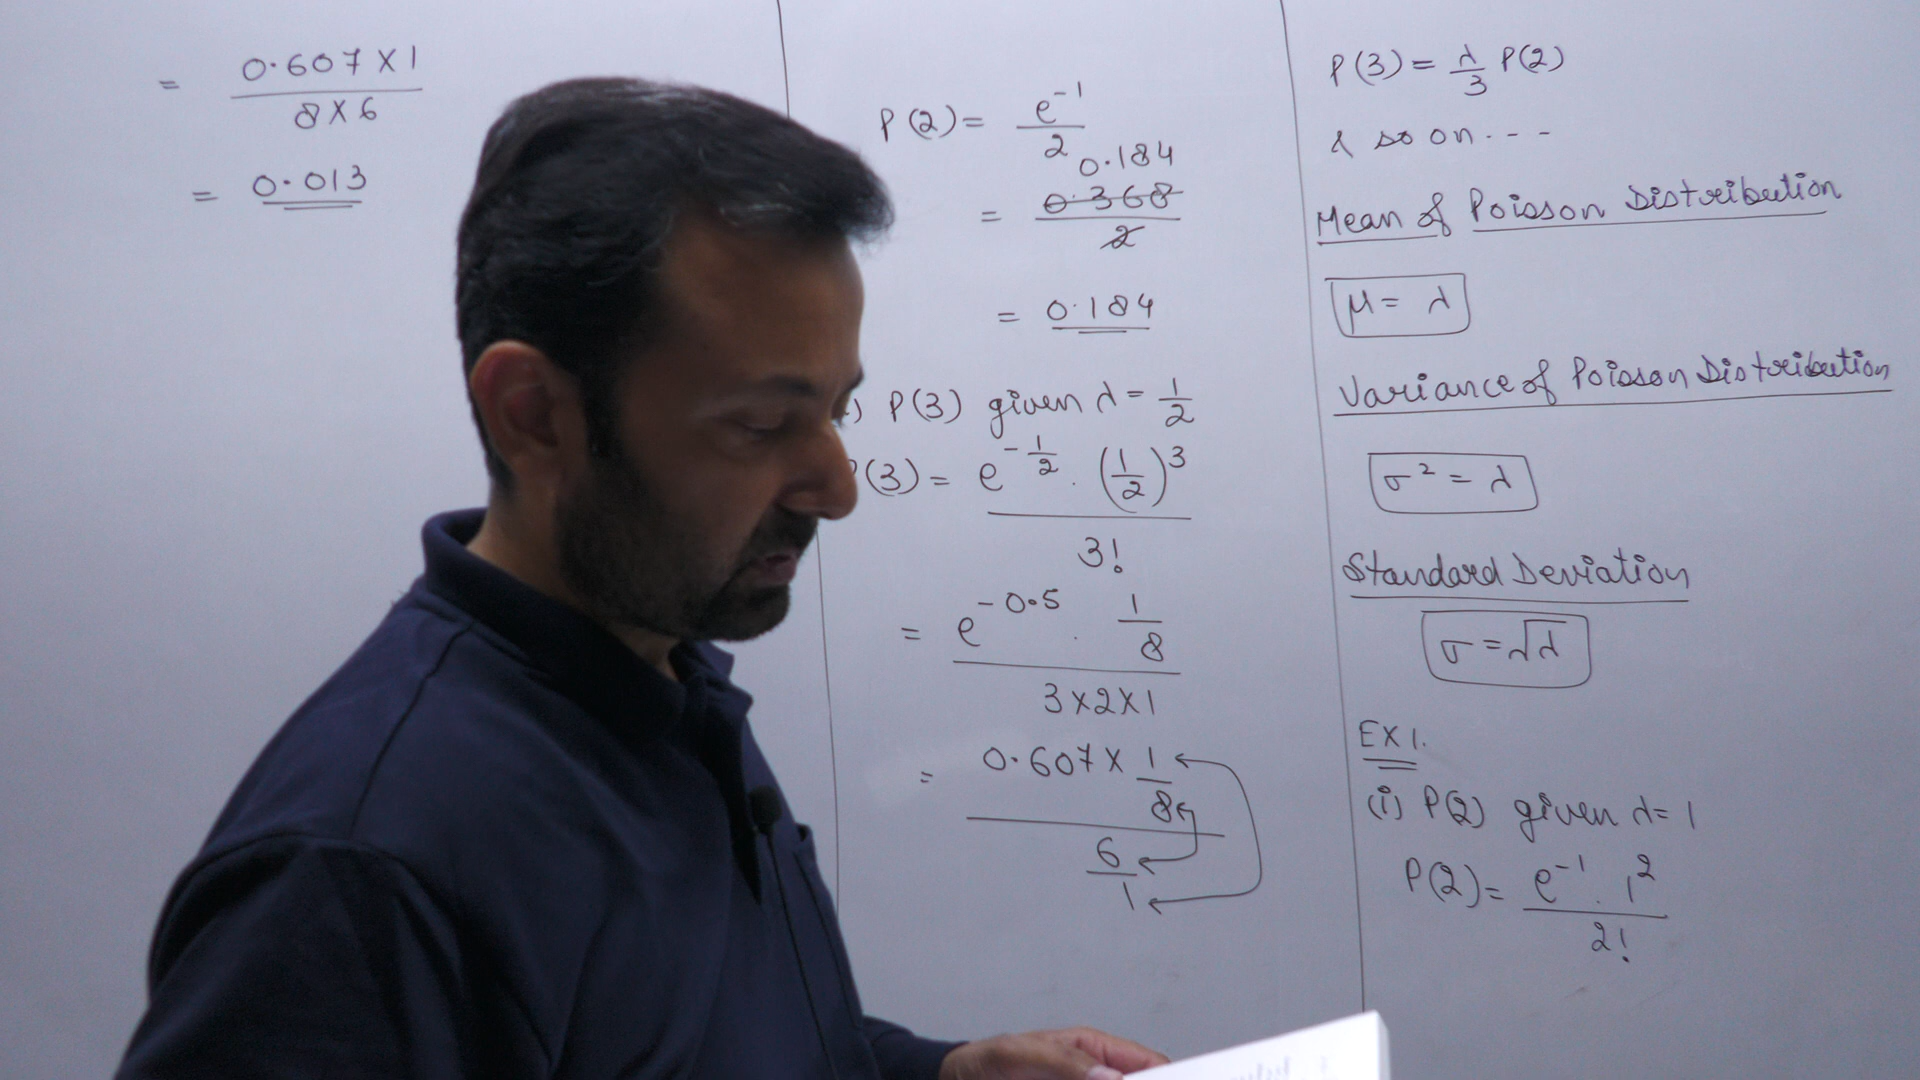 = 0.607 X 1 / 8 X 6
= 0.013
P(2) = e^-1 / 2
0.184
= 0.368 / 2
= 0.184
) P(3) given λ = 1/2
(3) = e^-1/2 . (1/2)^3 / 3!
= e^-0.5 . 1/8 / 3x2x1
= 0.607 x 1/8 / 6/1
P(3) = λ/3 P(2)
& so on - - -
Mean of Poisson Distribution
μ = λ
Variance of Poisson Distribution
σ² = λ
Standard Deviation
σ = √λ
EX 1.
(i) P(2) given λ = 1
P(2) = e^-1 . 1^2 / 2!